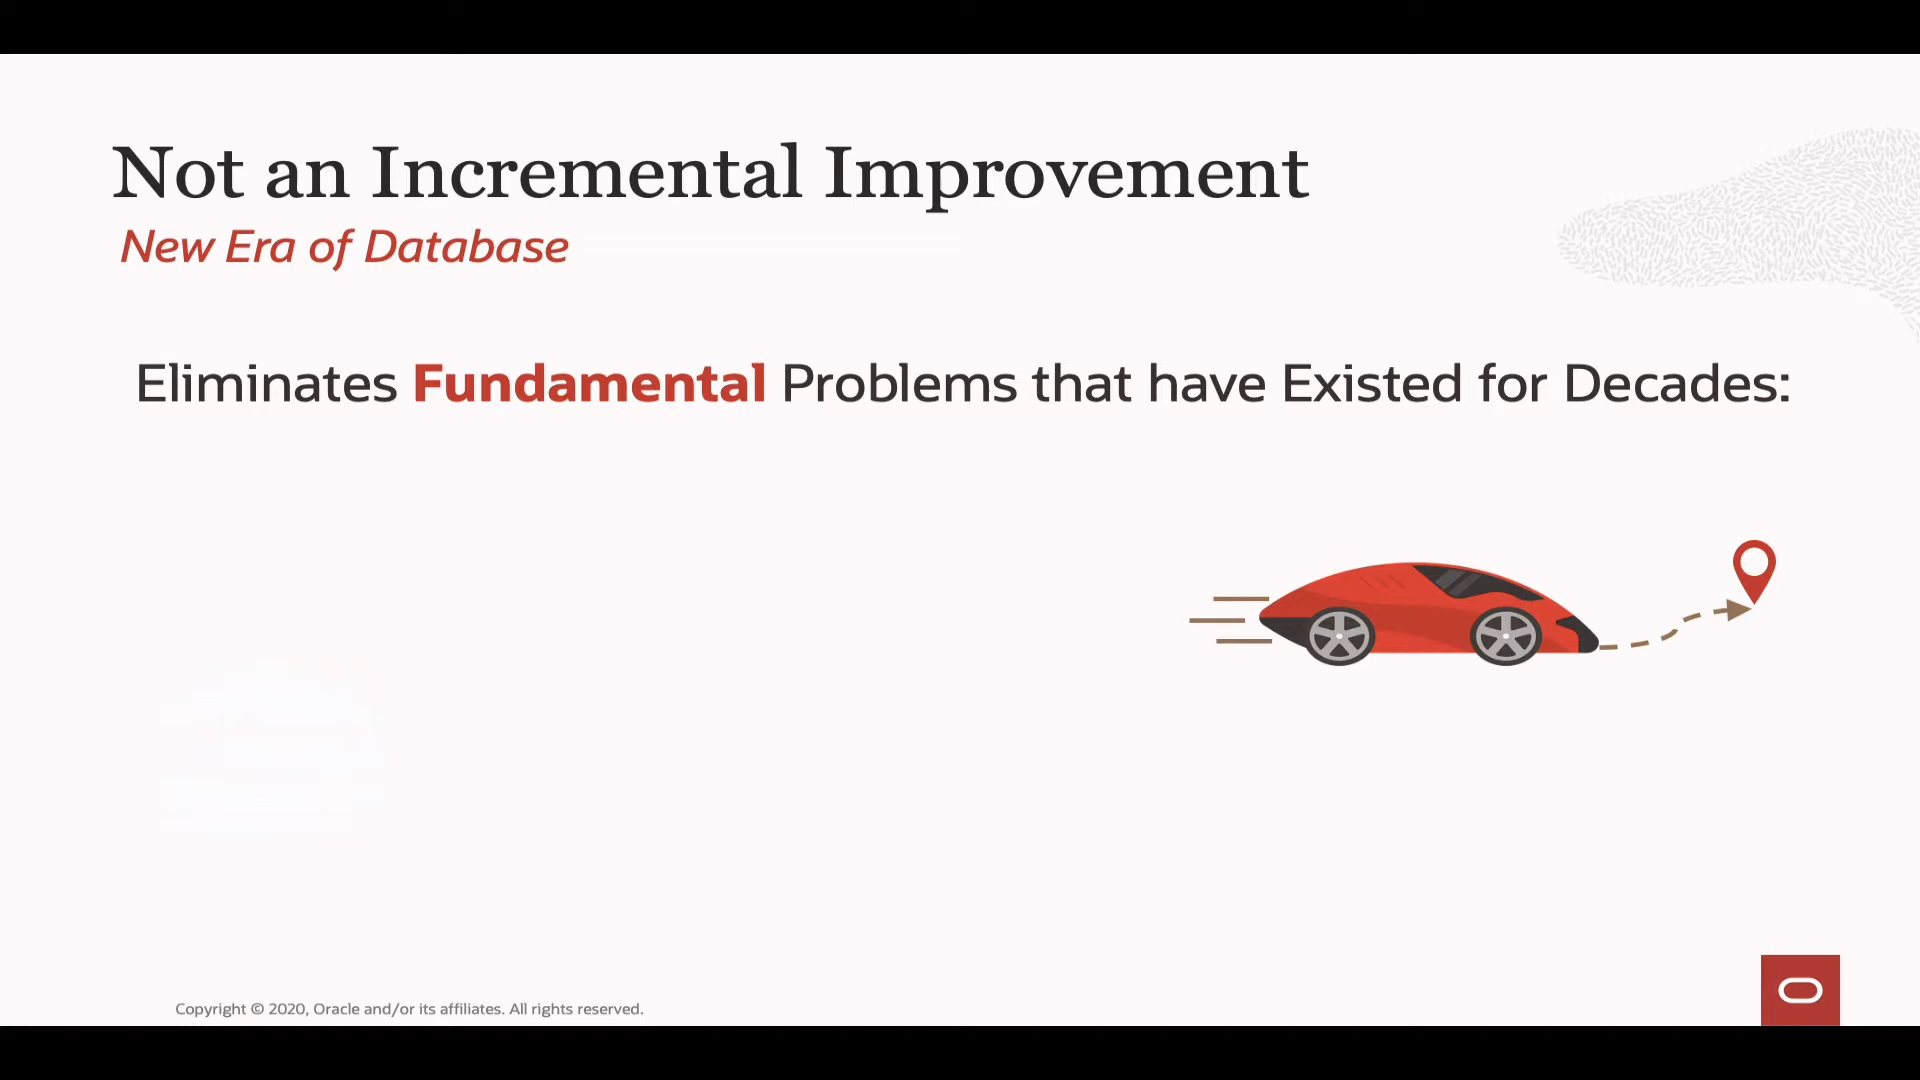 Not an Incremental Improvement
New Era of Database
Eliminates Fundamental Problems that have Existed for Decades:
Copyright © 2020, Oracle and/or its affiliates. All rights reserved.